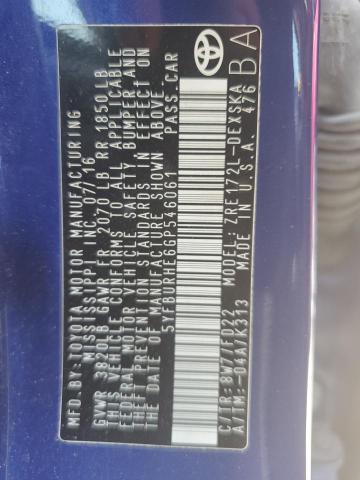 MFD. BY: TOYOTA MOTOR MANUFACTURING
MISSISSIPPI INC. 07/16
GVWR 3820LB GAWR FR 2070 LB RR 1850LB
THIS VEHICLE CONFORMS TO ALL APPLICABLE
FEDERAL MOTOR VEHICLE SAFETY BUMPER AND
THEFT PREVENTION STANDARDS IN EFFECT ON
THE DATE OF MANUFACTURE SHOWN ABOVE.
5YFBURHE6GP546061 PASS.CAR
C/TR: 8W7/FD22 ZRE172L-DEXSKA
A/TM: -04A/K313 MADE IN U.S.A. 476
TOYOTA
BA